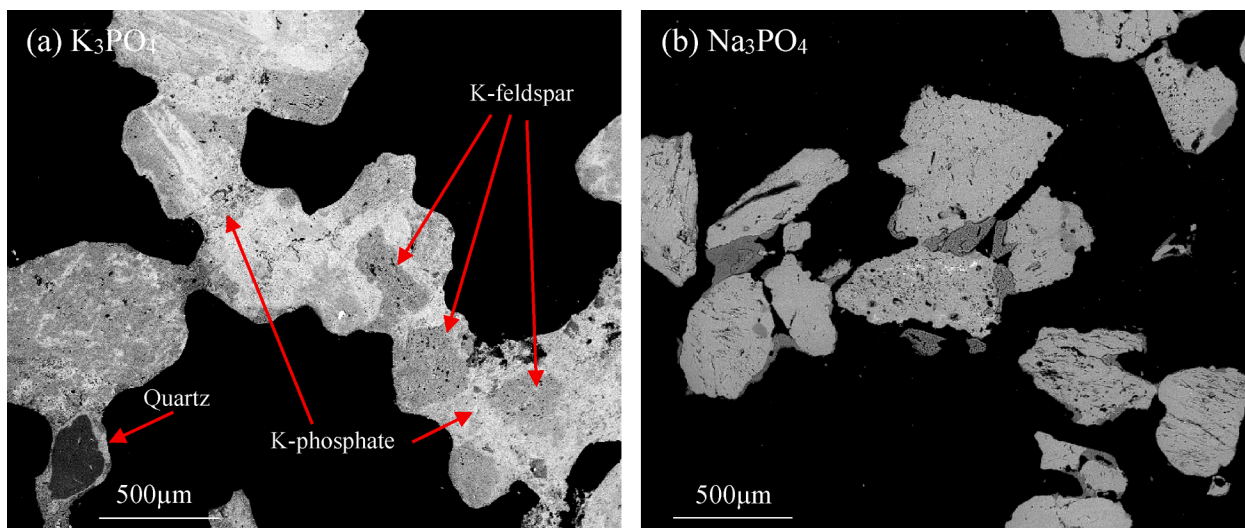 (a) K₃PO₄
K-feldspar
Quartz
K-phosphate
500μm
(b) Na₃PO₄
500μm